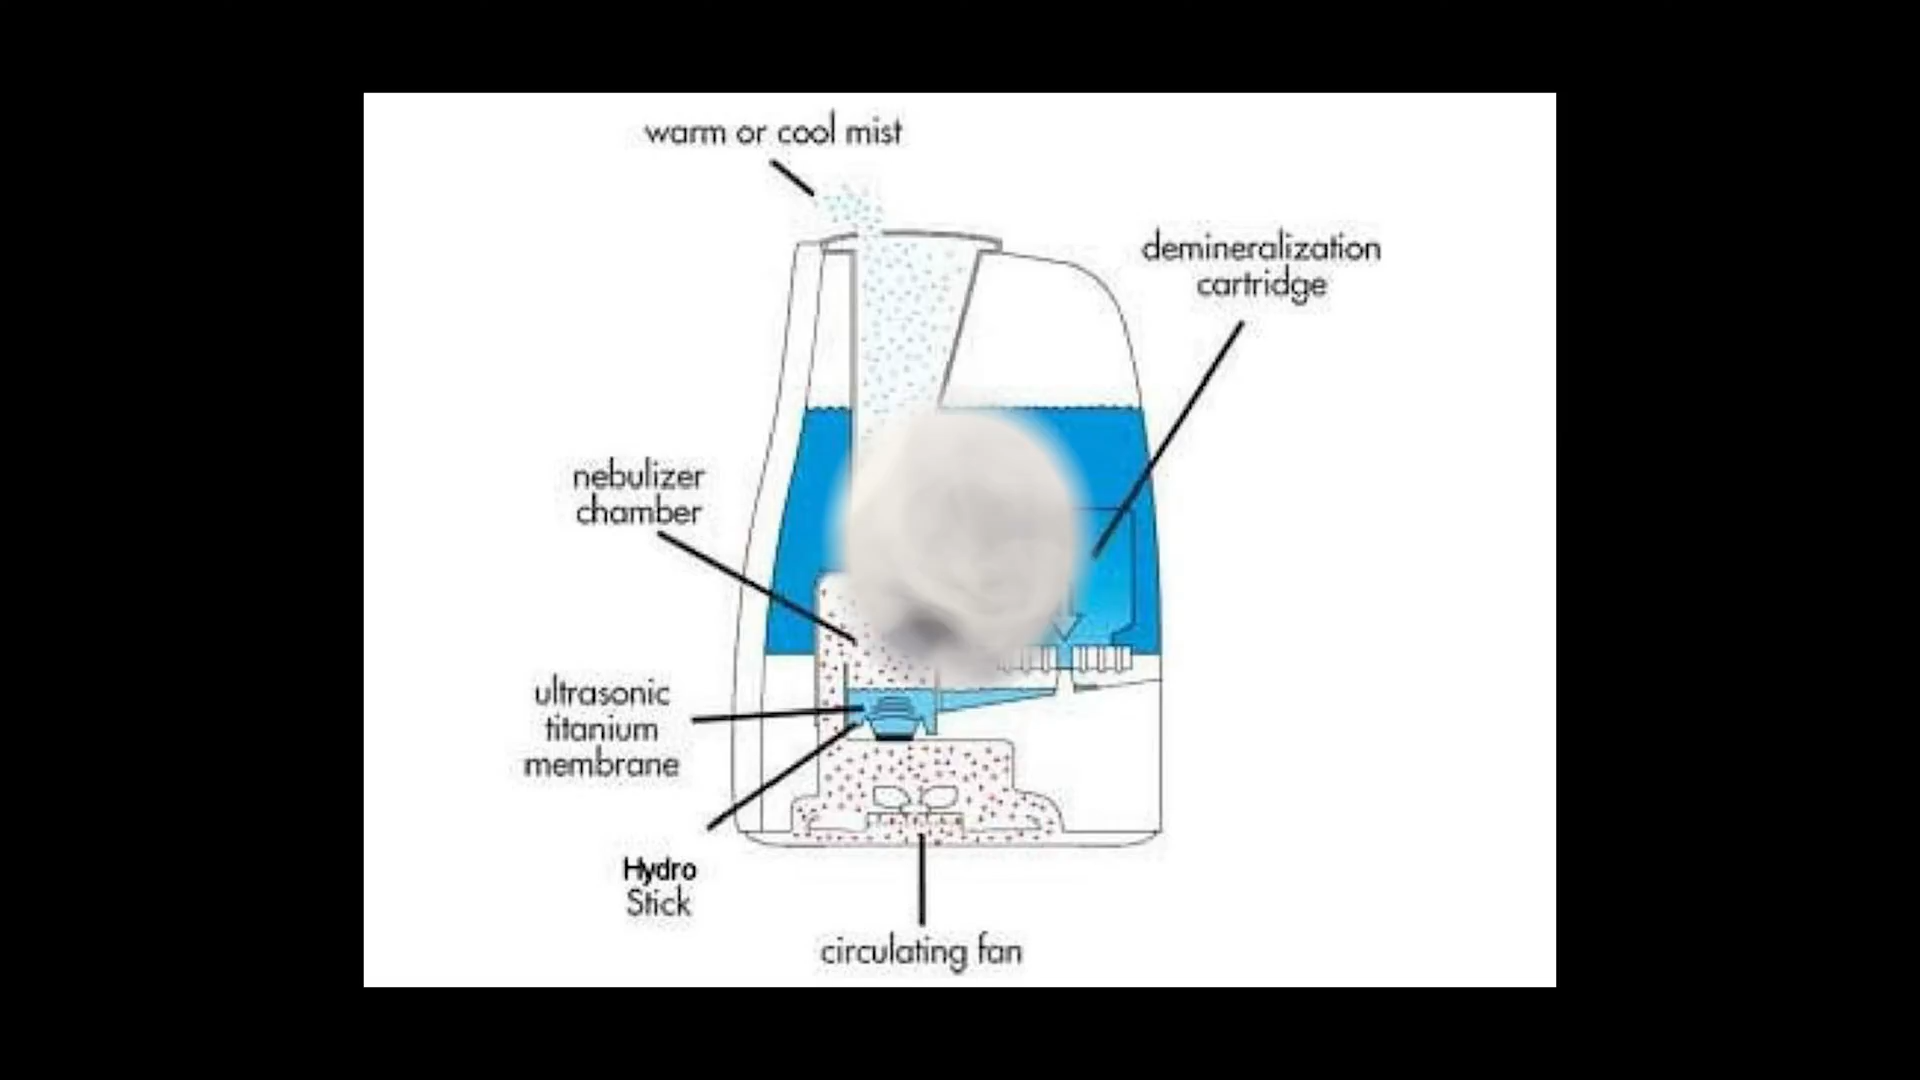 warm or cool mist
demineralization
cartridge
nebulizer
chamber
ultrasonic
titanium
membrane
Hydro
Stick
circulating fan